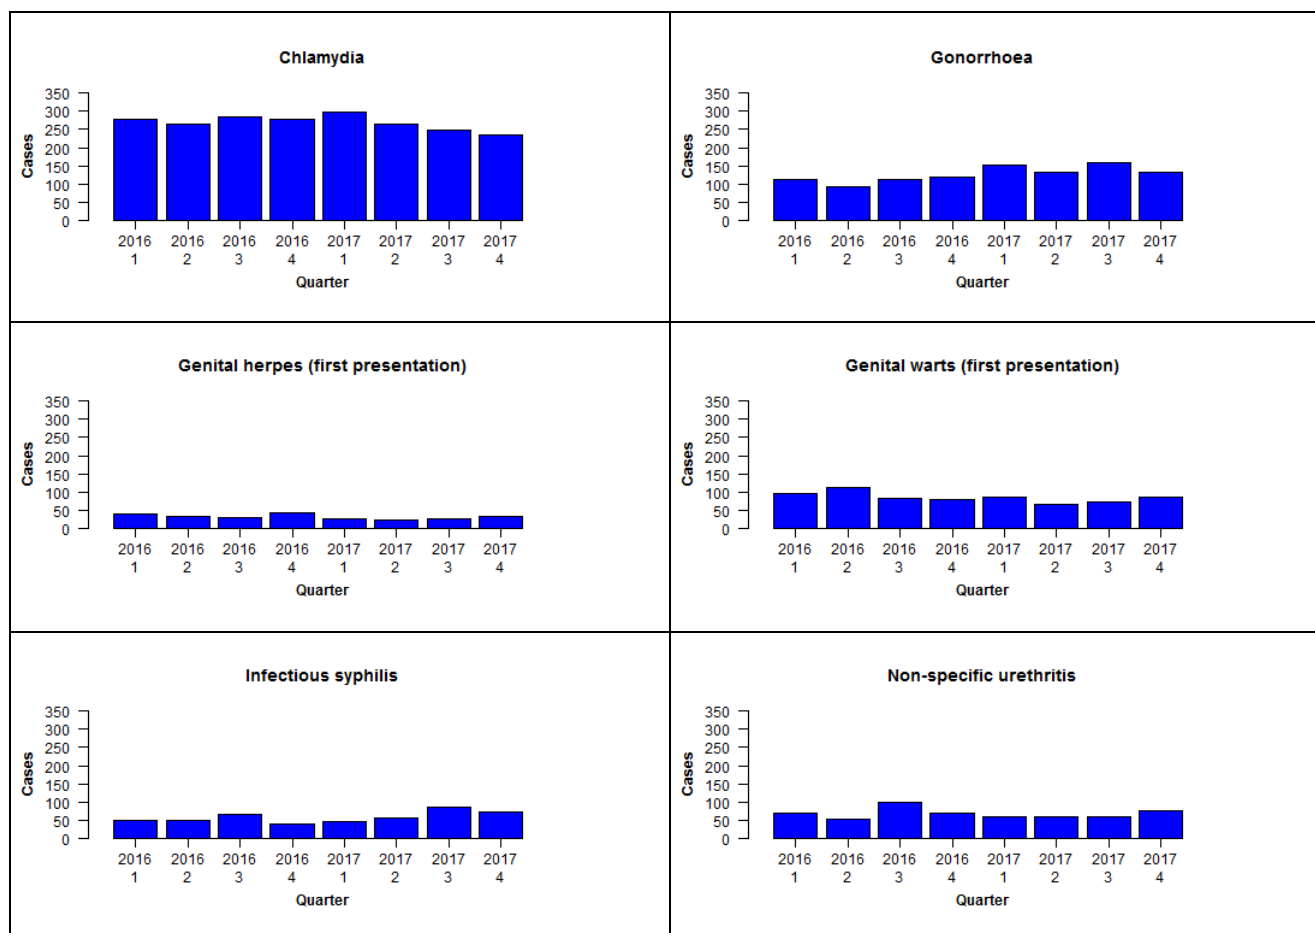 Chlamydia
350
300
250
200
150
100
50
0
Cases
2016 2016 2016 2016 2017 2017 2017 2017
1 2 3 4 1 2 3 4
Quarter
Gonorrhoea
350
300
250
200
150
100
50
0
Cases
2016 2016 2016 2016 2017 2017 2017 2017
1 2 3 4 1 2 3 4
Quarter
Genital herpes (first presentation)
350
300
250
200
150
100
50
0
Cases
2016 2016 2016 2016 2017 2017 2017 2017
1 2 3 4 1 2 3 4
Quarter
Genital warts (first presentation)
350
300
250
200
150
100
50
0
Cases
2016 2016 2016 2016 2017 2017 2017 2017
1 2 3 4 1 2 3 4
Quarter
Infectious syphilis
350
300
250
200
150
100
50
0
Cases
2016 2016 2016 2016 2017 2017 2017 2017
1 2 3 4 1 2 3 4
Quarter
Non-specific urethritis
350
300
250
200
150
100
50
0
Cases
2016 2016 2016 2016 2017 2017 2017 2017
1 2 3 4 1 2 3 4
Quarter